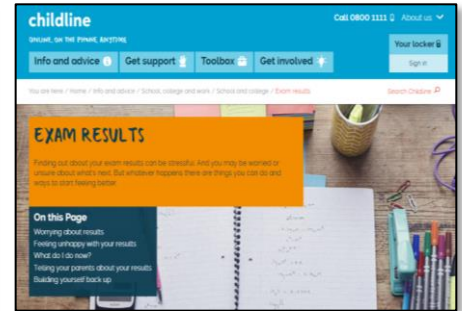 childline
ONLINE, ON THE PHONE, ANYTIME
Call 0800 1111 About us
Your locker
Sign in
Info and advice Get support Toolbox Get involved
You are here / Home / Info and advice / School, college and work / School and college / Exam results
Search Childline
EXAM RESULTS
Finding out about your exam results can be stressful. And you may be worried or
unsure about what's next. But whatever happens there are things you can do and
ways to start feeling better.
On this Page
Worrying about results
Feeling unhappy with your results
What do I do now?
Telling your parents about your results
Building yourself back up